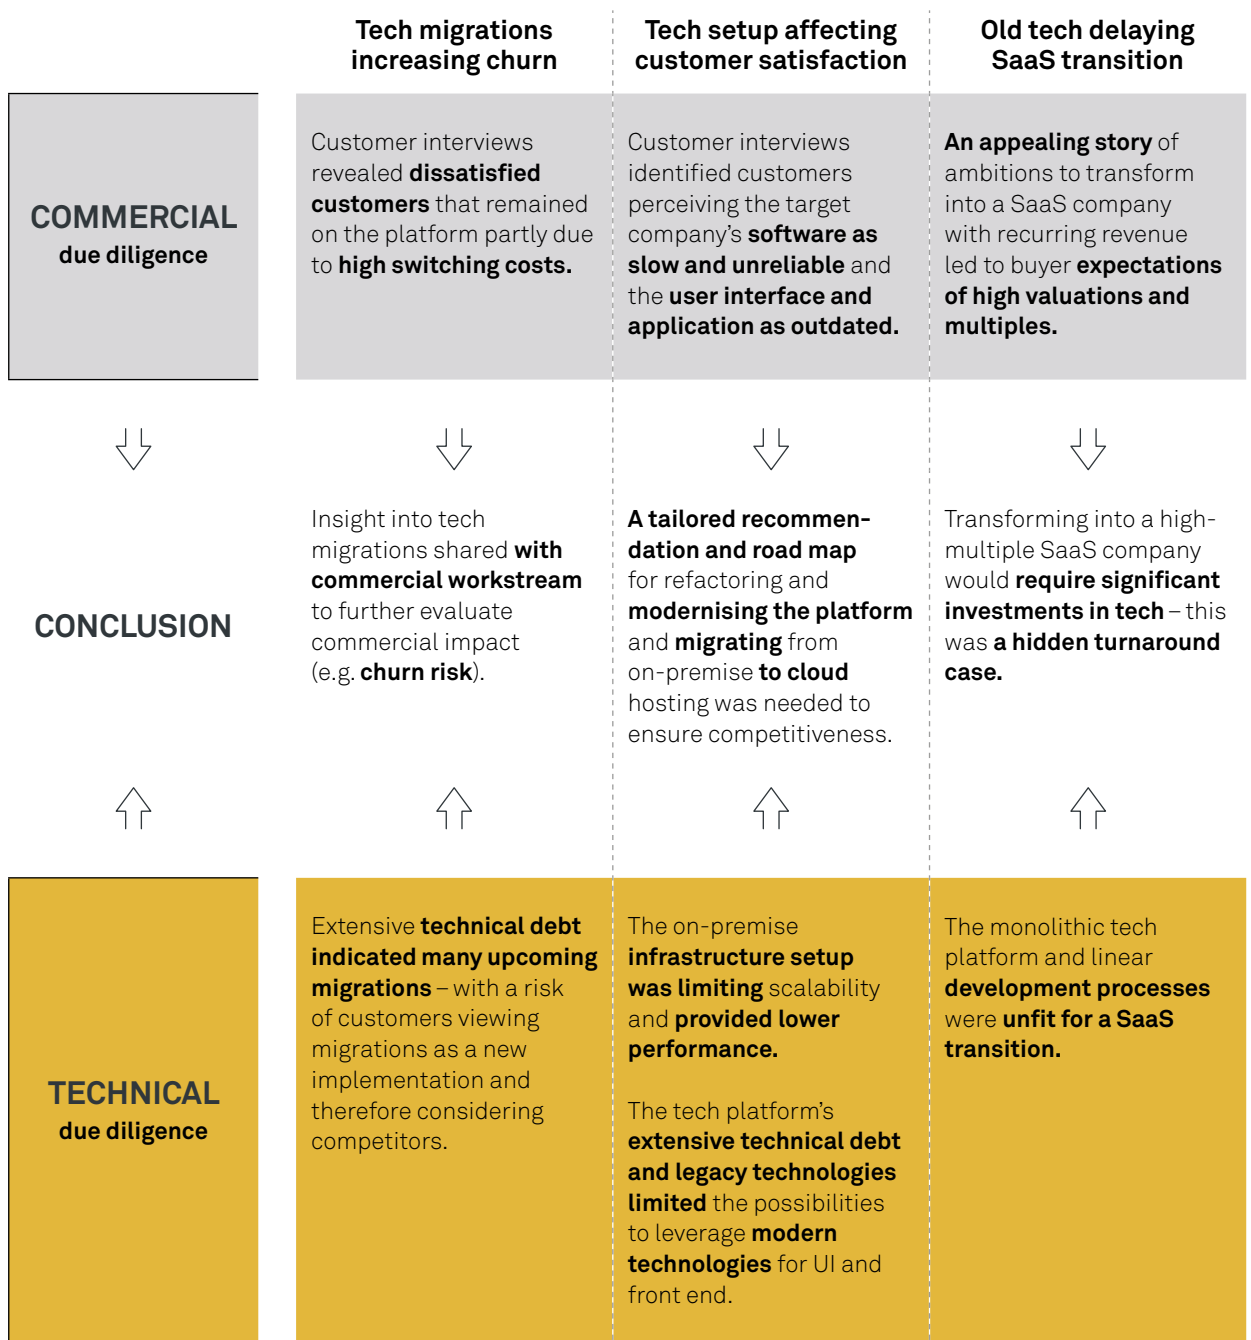 Tech migrations
increasing churn
Tech setup affecting
customer satisfaction
Old tech delaying
SaaS transition
COMMERCIAL
due diligence
Customer interviews
revealed dissatisfied
customers that remained
on the platform partly due
to high switching costs.
Customer interviews
identified customers
perceiving the target
company’s software as
slow and unreliable and
the user interface and
application as outdated.
An appealing story of
ambitions to transform
into a SaaS company
with recurring revenue
led to buyer expectations
of high valuations and
multiples.
CONCLUSION
Insight into tech
migrations shared with
commercial workstream
to further evaluate
commercial impact
(e.g. churn risk).
A tailored recommen-
dation and road map
for refactoring and
modernising the platform
and migrating from
on-premise to cloud
hosting was needed to
ensure competitiveness.
Transforming into a high-
multiple SaaS company
would require significant
investments in tech – this
was a hidden turnaround
case.
TECHNICAL
due diligence
Extensive technical debt
indicated many upcoming
migrations – with a risk
of customers viewing
migrations as a new
implementation and
therefore considering
competitors.
The on-premise
infrastructure setup
was limiting scalability
and provided lower
performance.
The tech platform’s
extensive technical debt
and legacy technologies
limited the possibilities
to leverage modern
technologies for UI and
front end.
The monolithic tech
platform and linear
development processes
were unfit for a SaaS
transition.